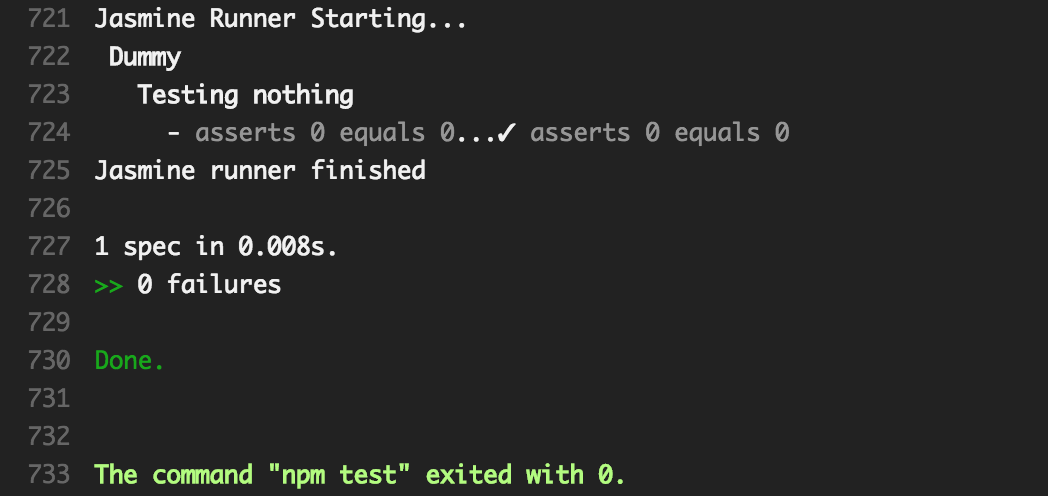 721 Jasmine Runner Starting...
722 Dummy
723 Testing nothing
724 - asserts 0 equals 0...✓ asserts 0 equals 0
725 Jasmine runner finished
726
727 1 spec in 0.008s.
728 >> 0 failures
729
730 Done.
731
732
733 The command "npm test" exited with 0.